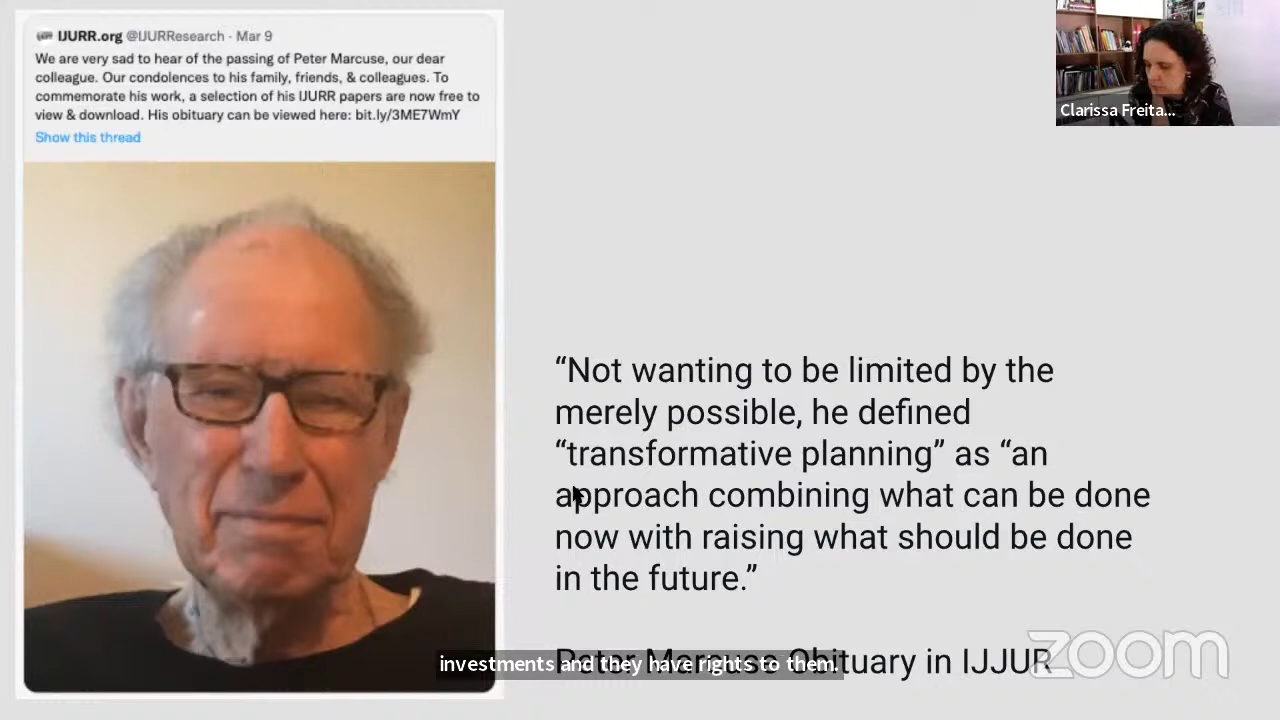 IJURR.org @IJURResearch · Mar 9
We are very sad to hear of the passing of Peter Marcuse, our dear
colleague. Our condolences to his family, friends, & colleagues. To
commemorate his work, a selection of his IJURR papers are now free to
view & download. His obituary can be viewed here: bit.ly/3ME7WmY
Show this thread
Clarissa Freita...
“Not wanting to be limited by the
merely possible, he defined
“transformative planning” as “an
approach combining what can be done
now with raising what should be done
in the future.”
Peter Marcuse Obituary in IJJUR
investments and they have rights to them.
zoom